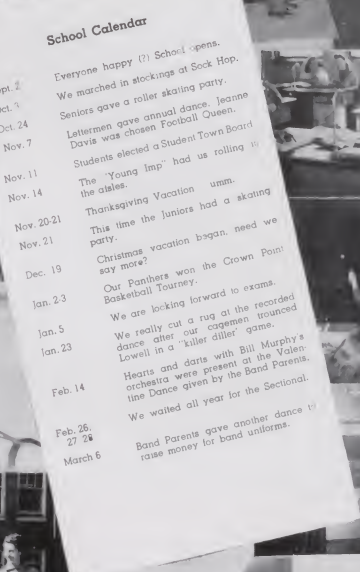 School Calendar
Sept. 2 Everyone happy (?) School opens.
Oct. 3 We marched in stockings at Sock Hop.
Oct. 24 Seniors gave a roller skating party.
Nov. 7 Lettermen gave annual dance. Jeanne
Davis was chosen Football Queen.
Nov. 11 Students elected a Student Town Board
Nov. 14 The "Young Imp" had us rolling in
the aisles.
Nov. 20-21 Thanksgiving Vacation umm.
Nov. 21 This time the Juniors had a skating
party.
Dec. 19 Christmas vacation began, need we
say more?
Jan. 2-3 Our Panthers won the Crown Point
Basketball Tourney.
Jan. 5 We are looking forward to exams.
Jan. 23 We really cut a rug at the recorded
dance after our cagemen trounced
Lowell in a "killer diller" game.
Feb. 14 Hearts and darts with Bill Murphy's
orchestra were present at the Valen-
tine Dance given by the Band Parents.
Feb. 26, We waited all year for the Sectional.
27 28
March 6 Band Parents gave another dance to
raise money for band uniforms.